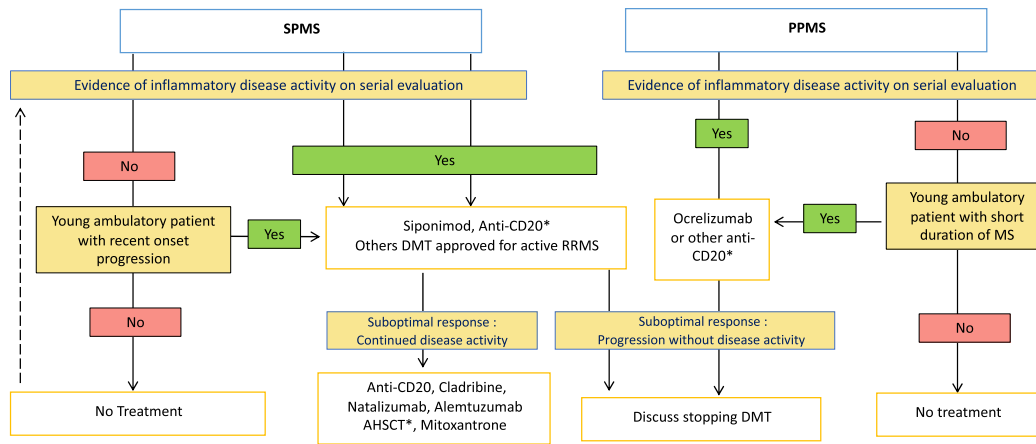 SPMS
PPMS
Evidence of inflammatory disease activity on serial evaluation
Evidence of inflammatory disease activity on serial evaluation
No
Yes
Yes
No
Young ambulatory patient
with recent onset
progression
Yes
Siponimod, Anti-CD20*
Others DMT approved for active RRMS
Ocrelizumab
or other anti-
CD20*
Yes
Young ambulatory
patient with short
duration of MS
No
Suboptimal response :
Continued disease activity
Suboptimal response :
Progression without disease activity
No
No Treatment
Anti-CD20, Cladribine,
Natalizumab, Alemtuzumab
AHSCT*, Mitoxantrone
Discuss stopping DMT
No treatment